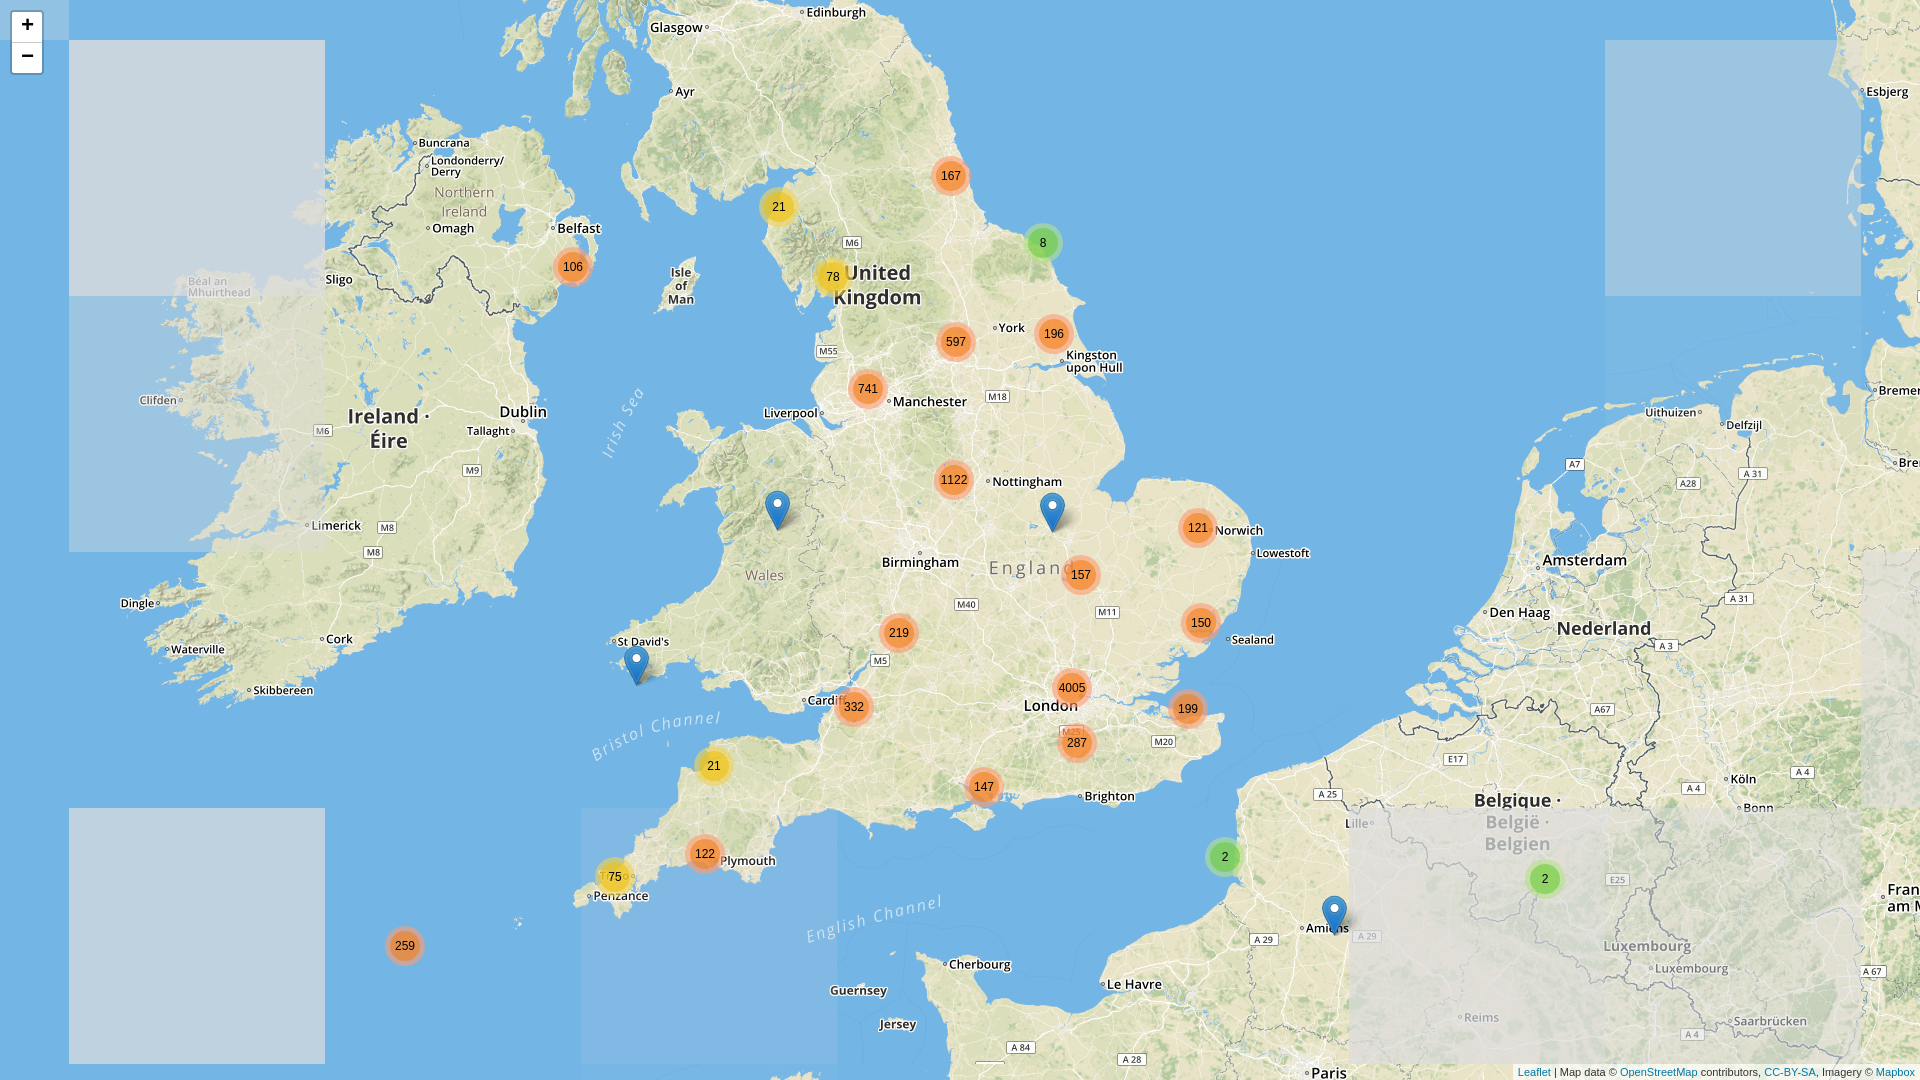 +
−
Edinburgh
Glasgow
Ayr
Esbjerg
Buncrana
Londonderry/
Derry
Northern
Ireland
Omagh
Belfast
106
167
21
8
M6
78
United
Kingdom
Isle
of
Man
Sligo
Béal an
Mhuirthead
York
597
196
Kingston
upon Hull
M55
741
Manchester
M18
Liverpool
Clifden
Ireland ·
Éire
Dublin
Tallaght
M6
M9
Irish Sea
Uithuizen
Delfzijl
Bremer
A7
A 31
A28
Bre
1122
Nottingham
121
Norwich
Lowestoft
Limerick
M8
M8
Birmingham
England
157
Wales
Amsterdam
Dingle
M40
M11
Den Haag
A 31
Nederland
219
150
Sealand
Cork
Waterville
St David's
M5
A 3
Skibbereen
4005
London
Cardiff
332
199
A67
Bristol Channel
M25
287
M20
E17
21
147
Brighton
A 25
Köln
A 4
A 4
Bonn
Belgique ·
België ·
Belgien
Lille
122
Plymouth
2
75
Penzance
2
E25
Fran
am M
English Channel
Amiens
A 29
A 29
259
Luxembourg
Luxembourg
A 67
Cherbourg
Le Havre
Guernsey
Jersey
Reims
Saarbrücken
A 4
A 84
A 28
Paris
Leaflet | Map data © OpenStreetMap contributors, CC-BY-SA, Imagery © Mapbox